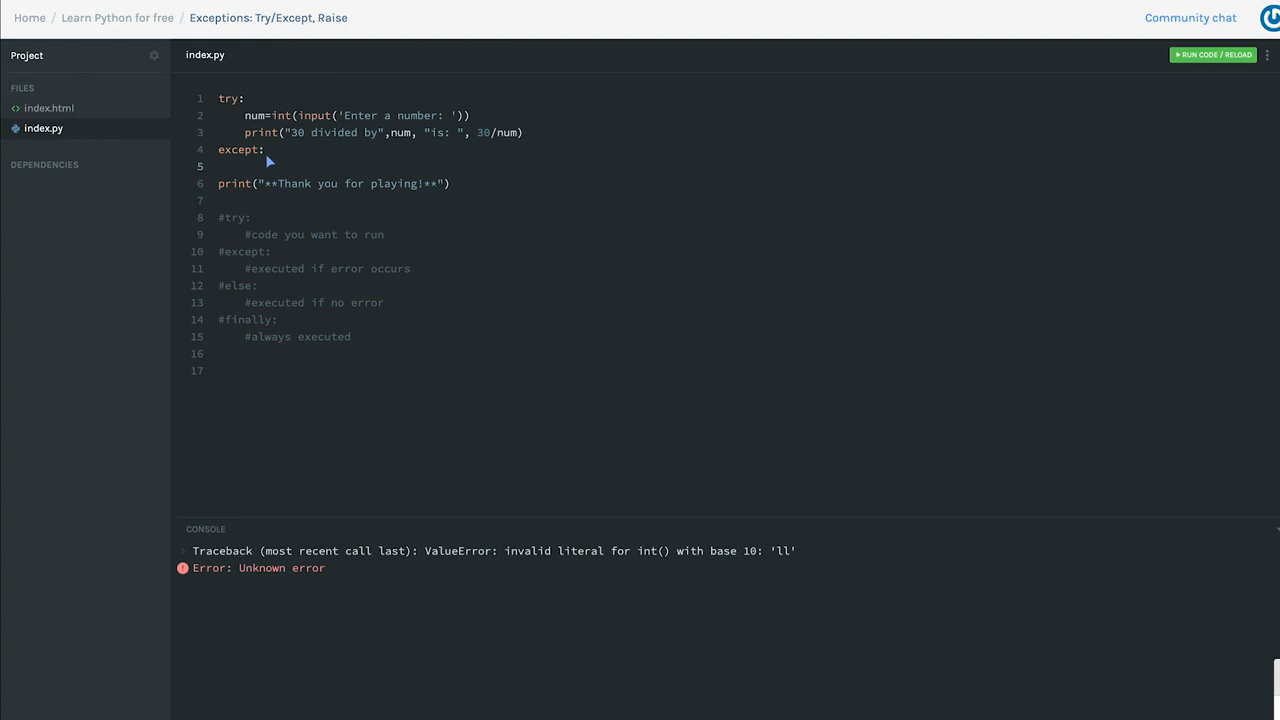 Home / Learn Python for free / Exceptions: Try/Except, Raise
Community chat
Project
index.py
RUN CODE / RELOAD
FILES
<> index.html
index.py
DEPENDENCIES
1 try:
2     num=int(input('Enter a number: '))
3     print("30 divided by",num, "is: ", 30/num)
4 except:
5
6 print("**Thank you for playing!**")
7
8 #try:
9     #code you want to run
10 #except:
11     #executed if error occurs
12 #else:
13     #executed if no error
14 #finally:
15     #always executed
16
17
CONSOLE
Traceback (most recent call last): ValueError: invalid literal for int() with base 10: 'll'
Error: Unknown error